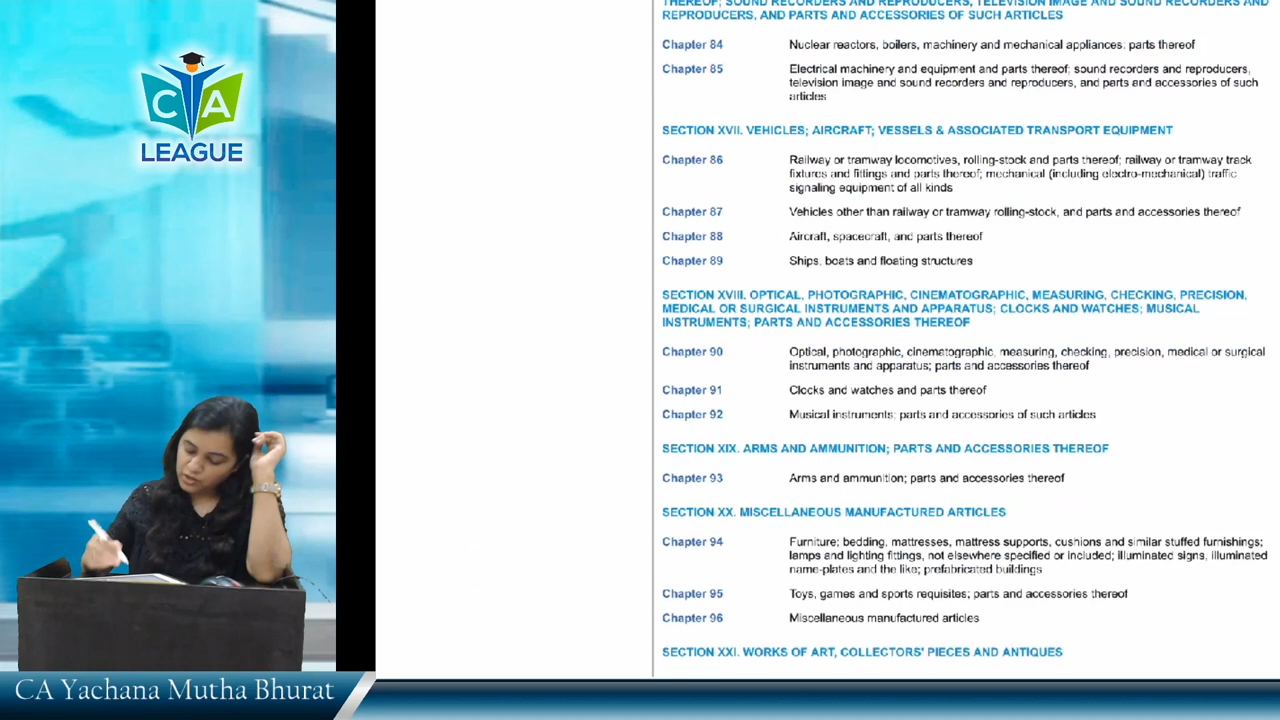 CA
LEAGUE
CA Yachana Mutha Bhurat
THEREOF; SOUND RECORDERS AND REPRODUCERS, TELEVISION IMAGE AND SOUND RECORDERS AND
REPRODUCERS, AND PARTS AND ACCESSORIES OF SUCH ARTICLES
Chapter 84 Nuclear reactors, boilers, machinery and mechanical appliances; parts thereof
Chapter 85 Electrical machinery and equipment and parts thereof; sound recorders and reproducers,
television image and sound recorders and reproducers, and parts and accessories of such
articles
SECTION XVII. VEHICLES; AIRCRAFT; VESSELS & ASSOCIATED TRANSPORT EQUIPMENT
Chapter 86 Railway or tramway locomotives, rolling-stock and parts thereof; railway or tramway track
fixtures and fittings and parts thereof; mechanical (including electro-mechanical) traffic
signaling equipment of all kinds
Chapter 87 Vehicles other than railway or tramway rolling-stock, and parts and accessories thereof
Chapter 88 Aircraft, spacecraft, and parts thereof
Chapter 89 Ships, boats and floating structures
SECTION XVIII. OPTICAL, PHOTOGRAPHIC, CINEMATOGRAPHIC, MEASURING, CHECKING, PRECISION,
MEDICAL OR SURGICAL INSTRUMENTS AND APPARATUS; CLOCKS AND WATCHES; MUSICAL
INSTRUMENTS; PARTS AND ACCESSORIES THEREOF
Chapter 90 Optical, photographic, cinematographic, measuring, checking, precision, medical or surgical
instruments and apparatus; parts and accessories thereof
Chapter 91 Clocks and watches and parts thereof
Chapter 92 Musical instruments; parts and accessories of such articles
SECTION XIX. ARMS AND AMMUNITION; PARTS AND ACCESSORIES THEREOF
Chapter 93 Arms and ammunition; parts and accessories thereof
SECTION XX. MISCELLANEOUS MANUFACTURED ARTICLES
Chapter 94 Furniture; bedding, mattresses, mattress supports, cushions and similar stuffed furnishings;
lamps and lighting fittings, not elsewhere specified or included; illuminated signs, illuminated
name-plates and the like; prefabricated buildings
Chapter 95 Toys, games and sports requisites; parts and accessories thereof
Chapter 96 Miscellaneous manufactured articles
SECTION XXI. WORKS OF ART, COLLECTORS' PIECES AND ANTIQUES